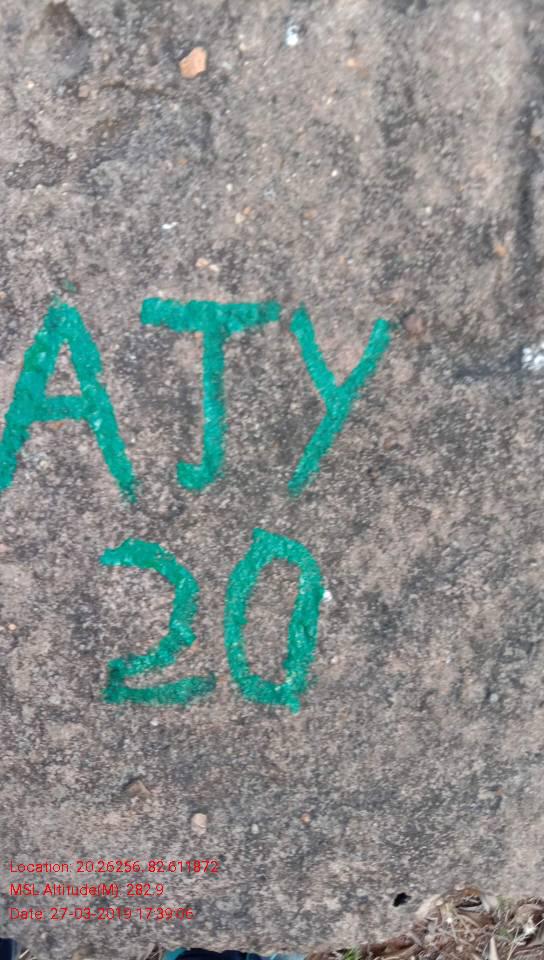 AJY
20
Location: 20.26256, 82.611872
MSL Altitude(M): 282.9
Date: 27-03-2019 17:39:06